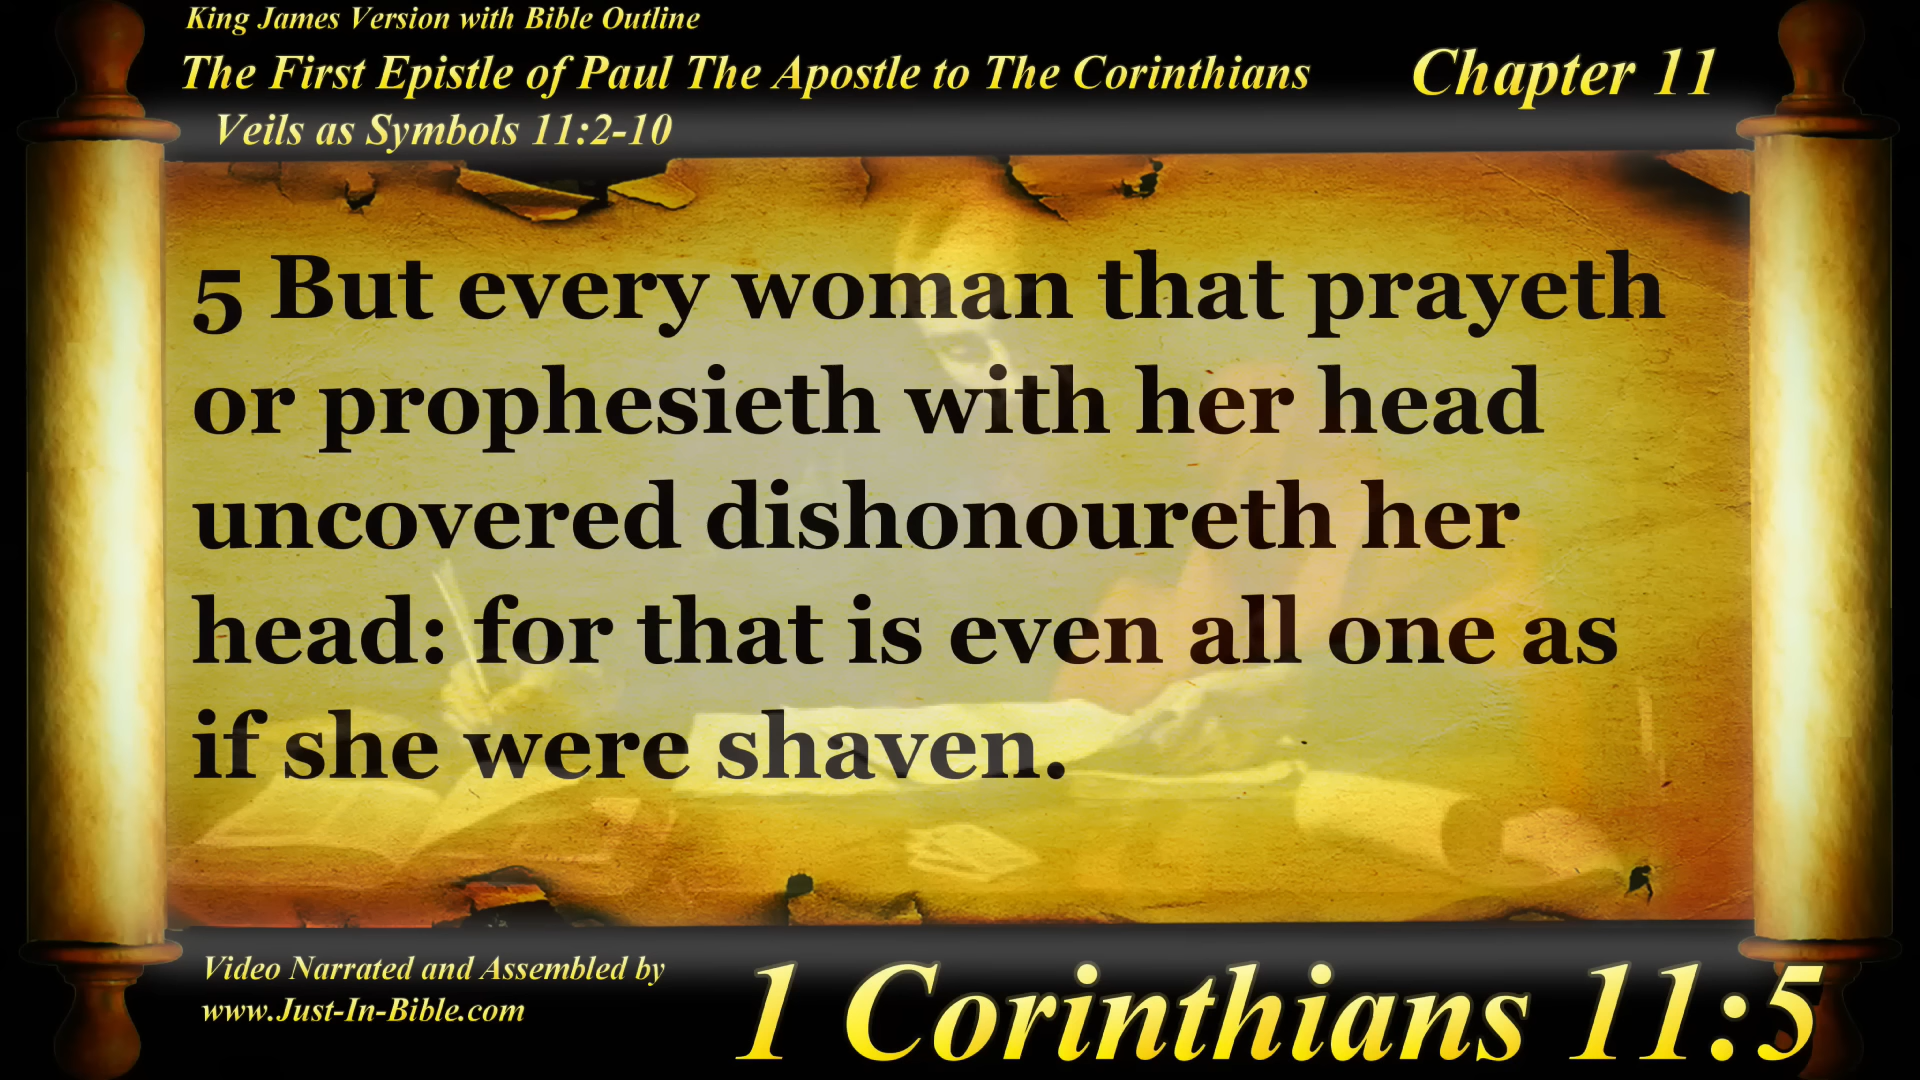 King James Version with Bible Outline
The First Epistle of Paul The Apostle to The Corinthians
Chapter 11
Veils as Symbols 11:2-10
5 But every woman that prayeth
or prophesieth with her head
uncovered dishonoureth her
head: for that is even all one as
if she were shaven.
Video Narrated and Assembled by
www.Just-In-Bible.com
1 Corinthians 11:5